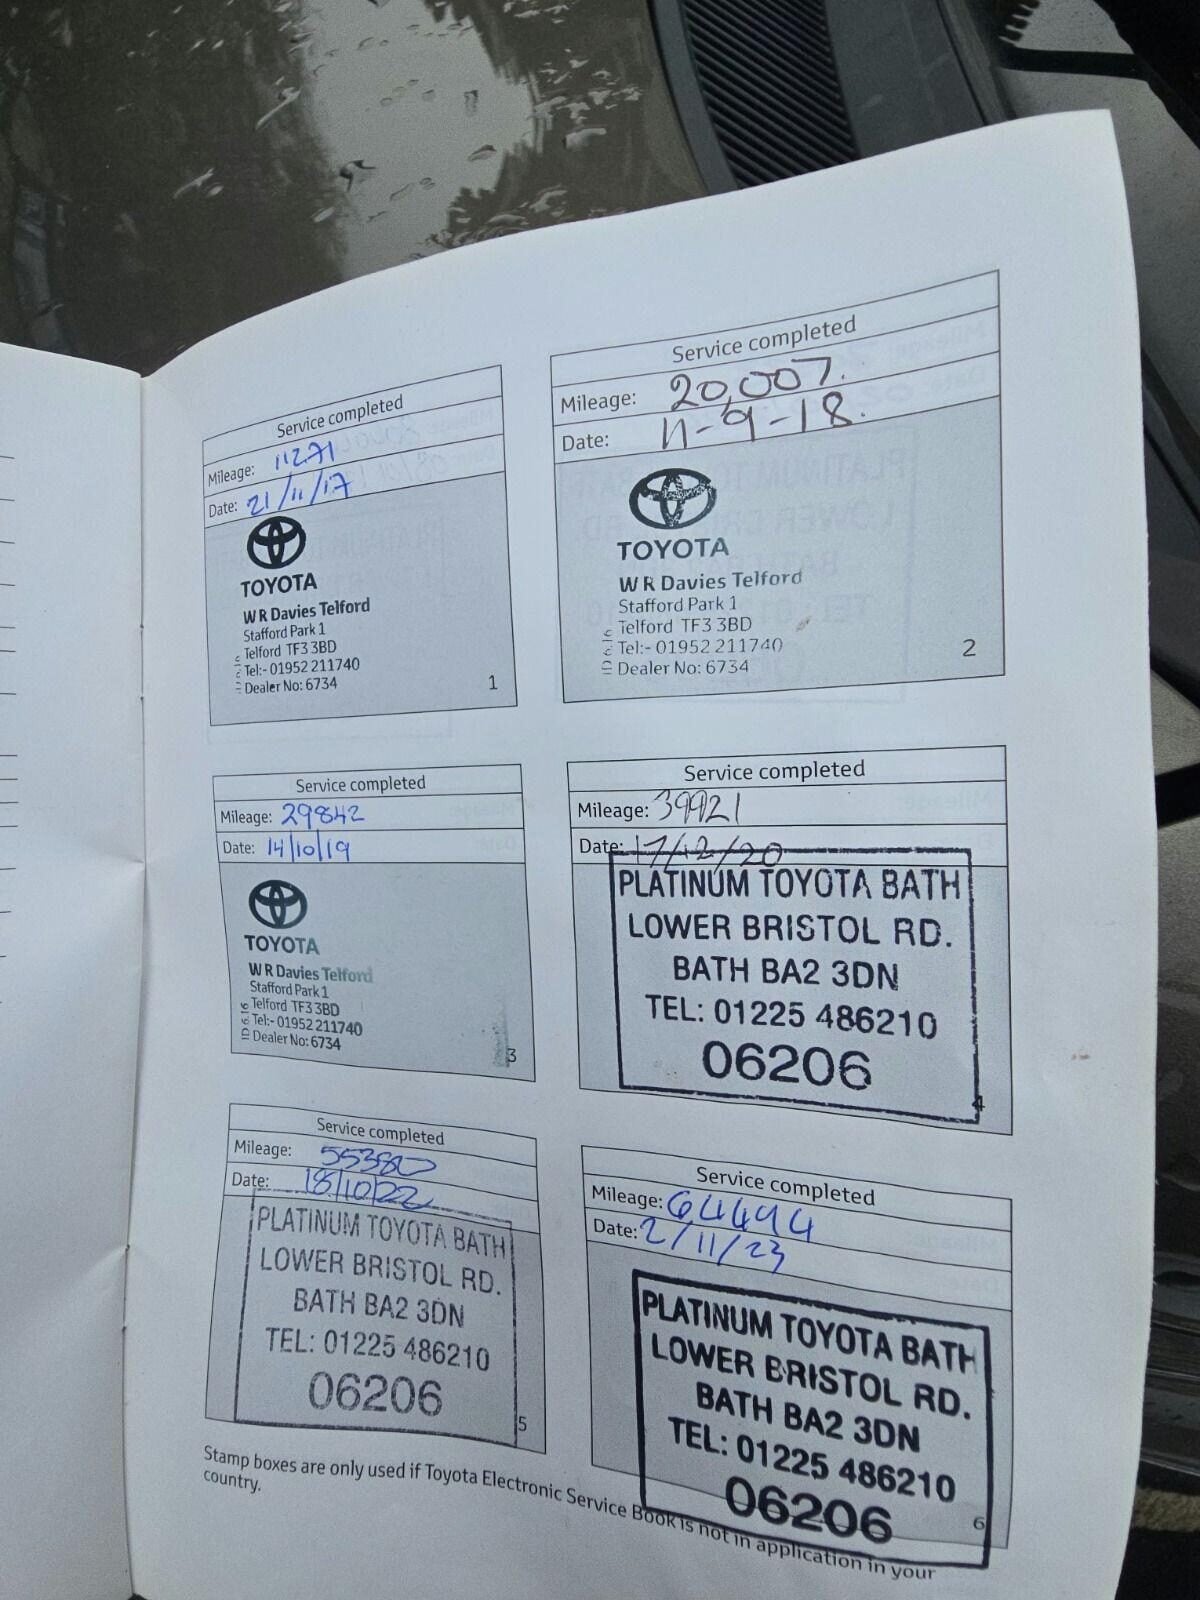 Service completed
Mileage: 11271
Date: 21/11/17
TOYOTA
W R Davies Telford
Stafford Park 1
Telford TF3 3BD
Tel:- 01952 211740
Dealer No: 6734
1
Service completed
Mileage: 20,007.
Date: 11-9-18.
TOYOTA
W R Davies Telford
Stafford Park 1
Telford TF3 3BD
Tel:- 01952 211740
Dealer No: 6734
2
Service completed
Mileage: 29842
Date: 14/10/19
TOYOTA
W R Davies Telford
Stafford Park 1
Telford TF3 3BD
Tel:- 01952 211740
Dealer No: 6734
3
Service completed
Mileage: 39921
Date: 17/12/20
PLATINUM TOYOTA BATH
LOWER BRISTOL RD.
BATH BA2 3DN
TEL: 01225 486210
06206
4
Service completed
Mileage: 55380
Date: 18/10/22
PLATINUM TOYOTA BATH
LOWER BRISTOL RD.
BATH BA2 3DN
TEL: 01225 486210
06206
5
Service completed
Mileage: 64494
Date: 2/11/23
PLATINUM TOYOTA BATH
LOWER BRISTOL RD.
BATH BA2 3DN
TEL: 01225 486210
06206
6
Stamp boxes are only used if Toyota Electronic Service Book is not in application in your
country.